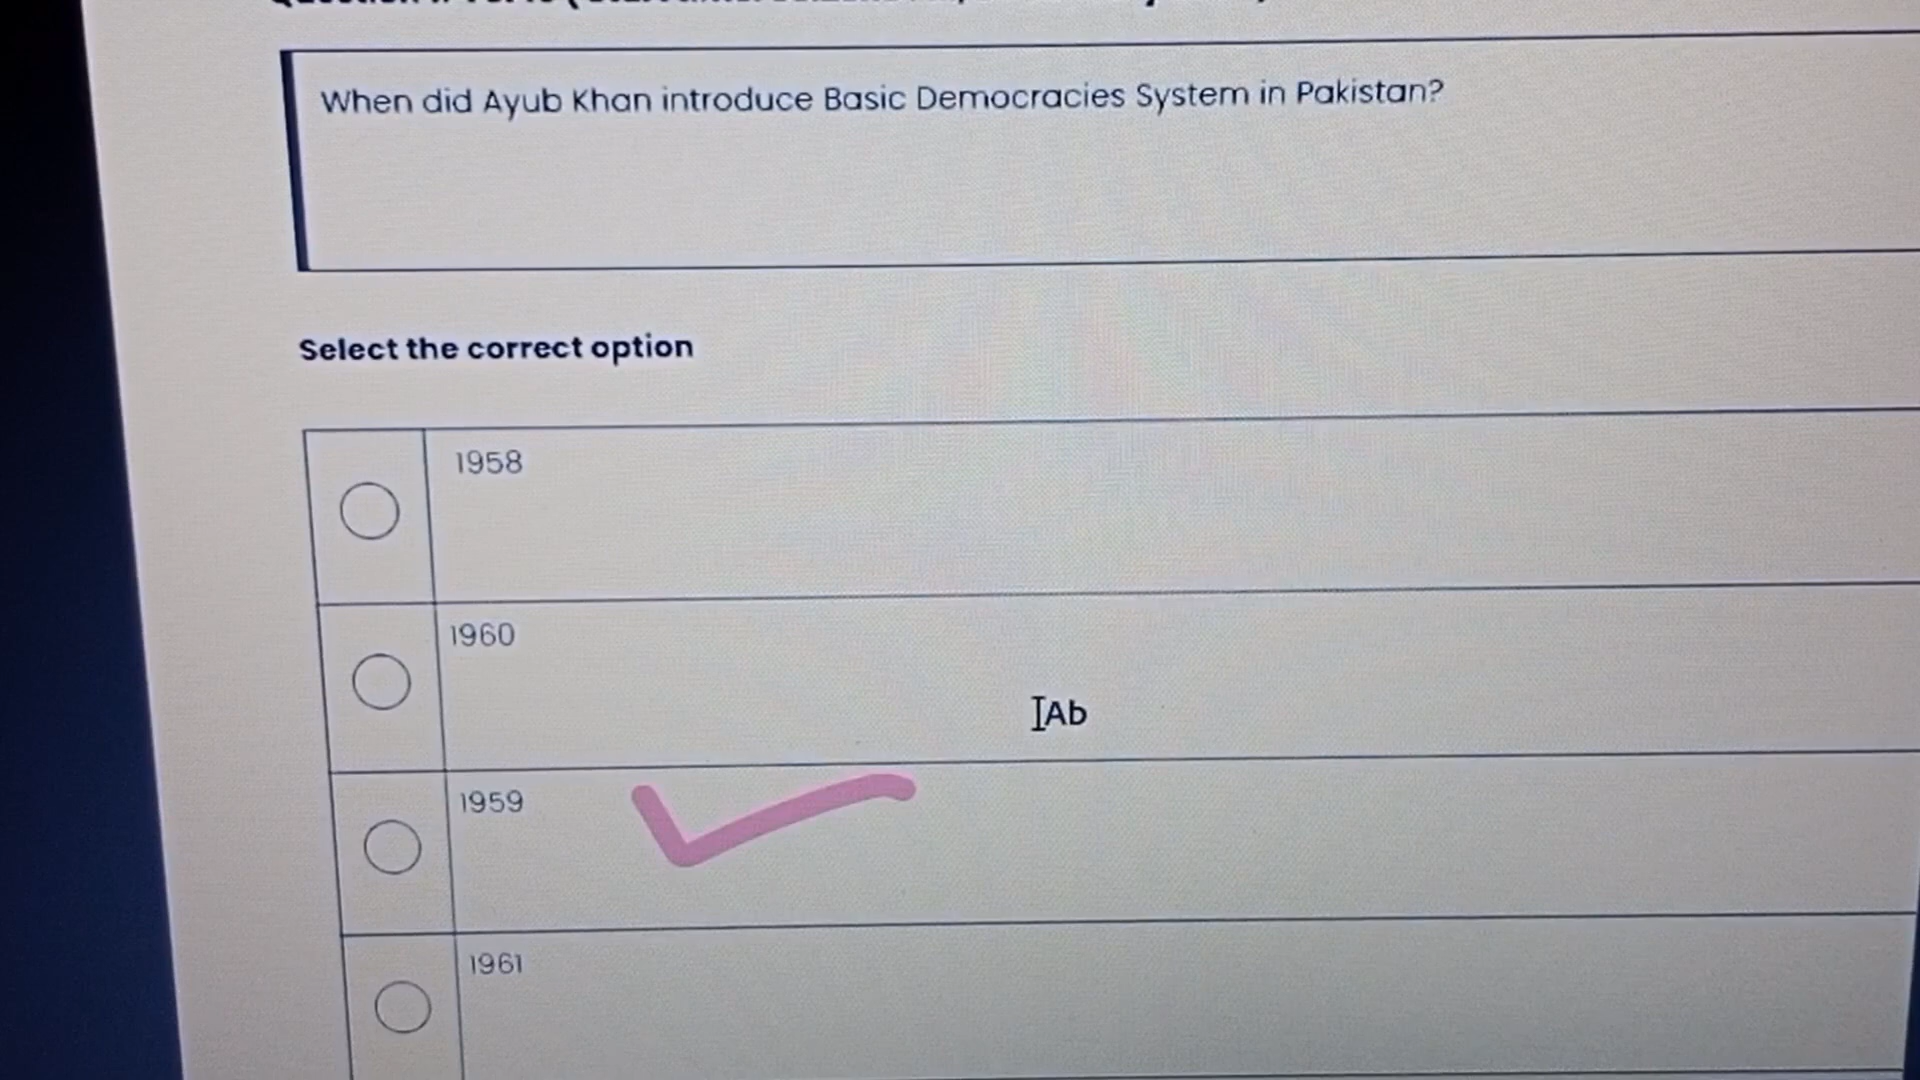 When did Ayub Khan introduce Basic Democracies System in Pakistan?
Select the correct option
1958
1960
Ab
1959
1961